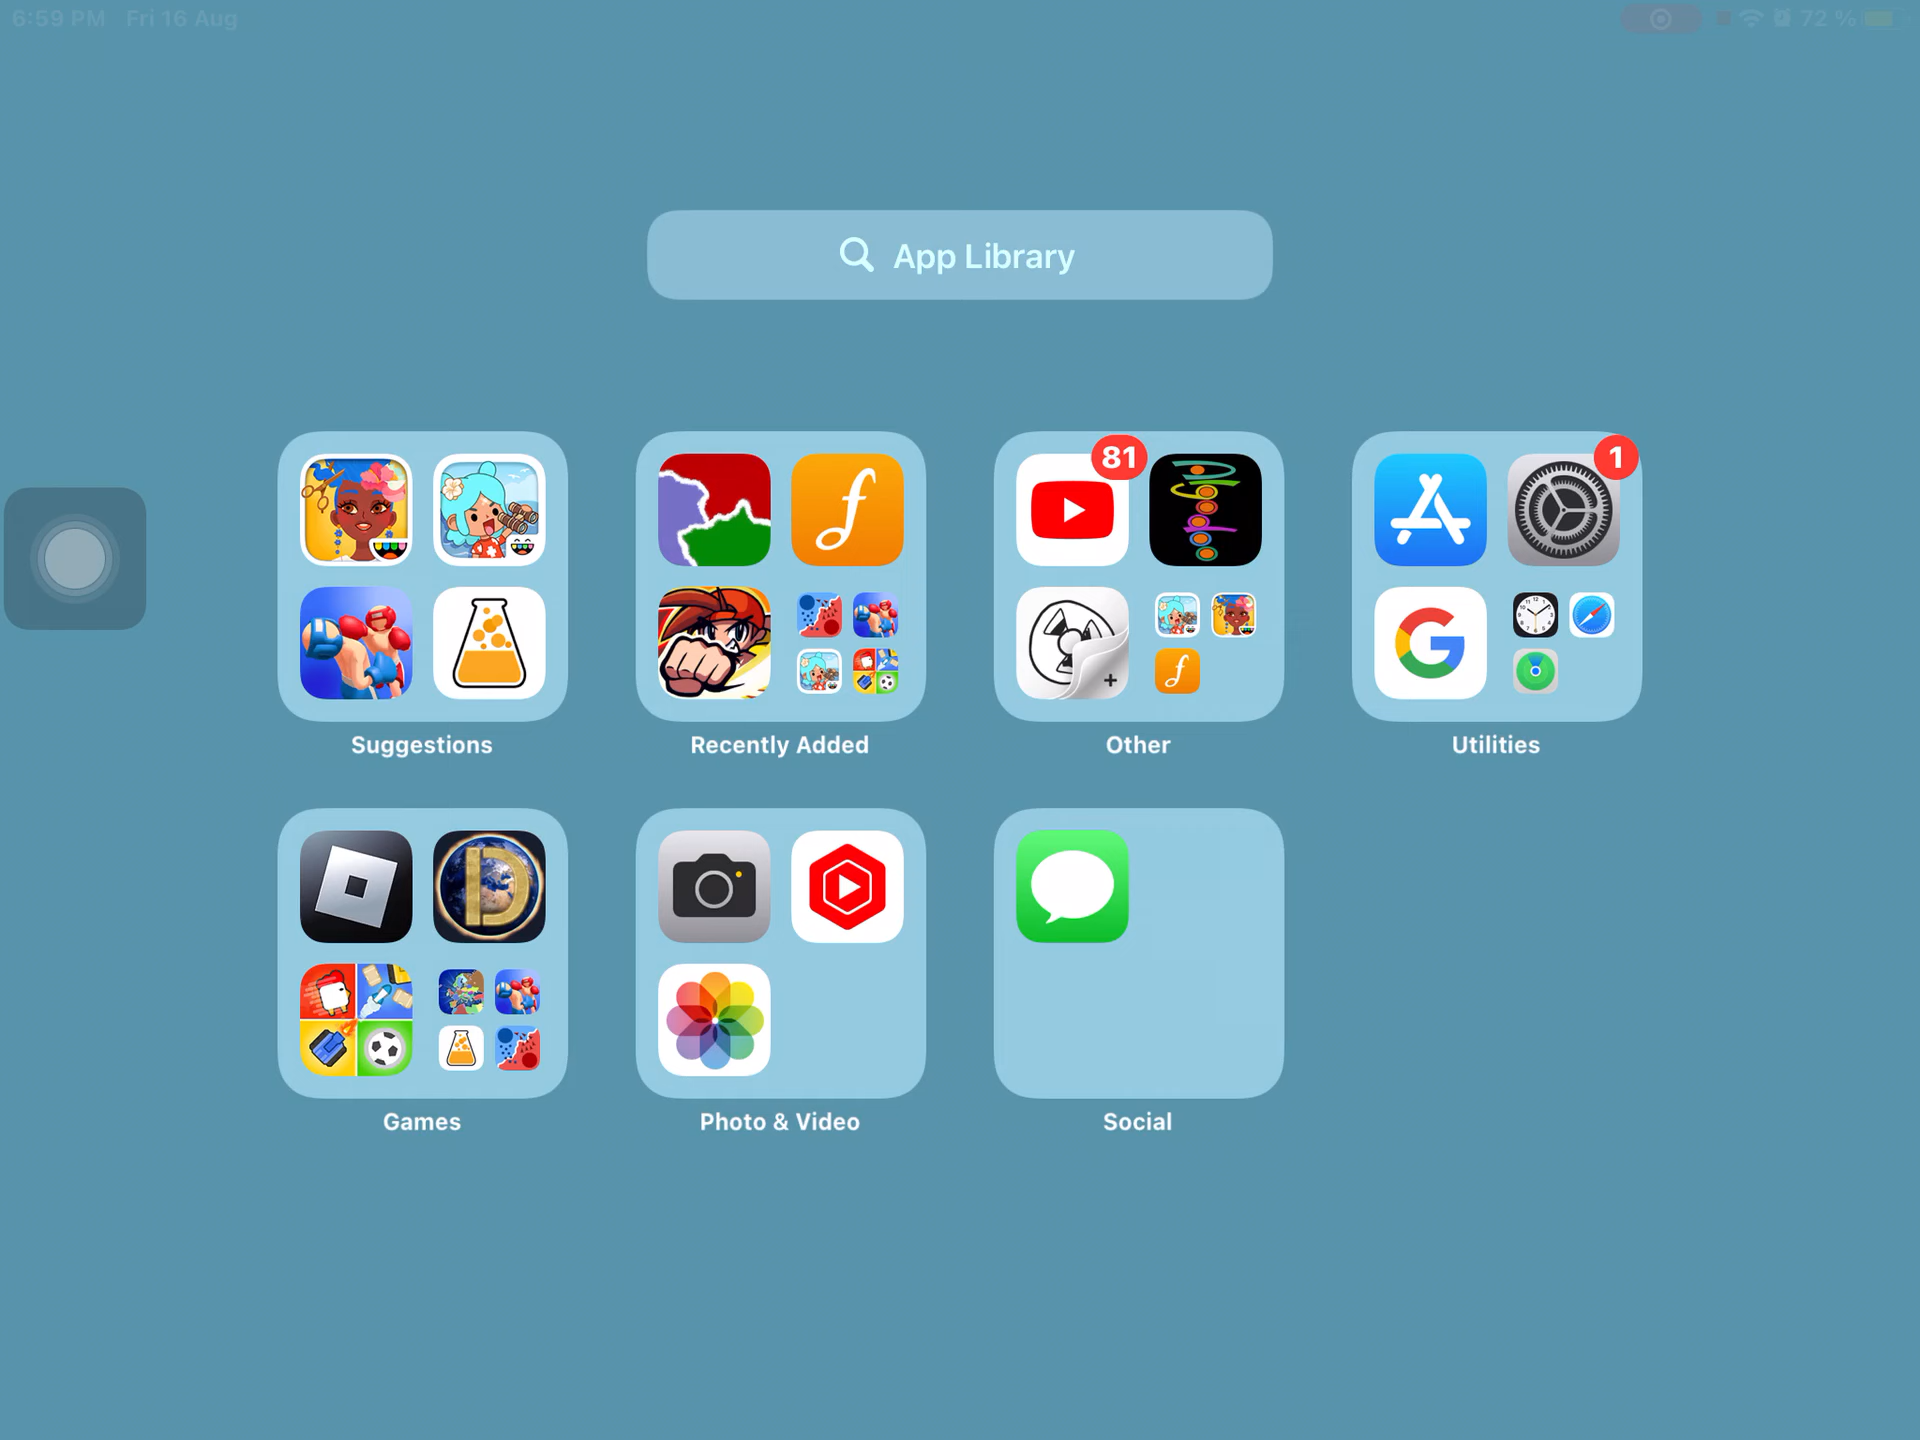 6:59 PM Fri 16 Aug
72 %
App Library
81
1
Suggestions
Recently Added
Other
Utilities
Games
Photo & Video
Social